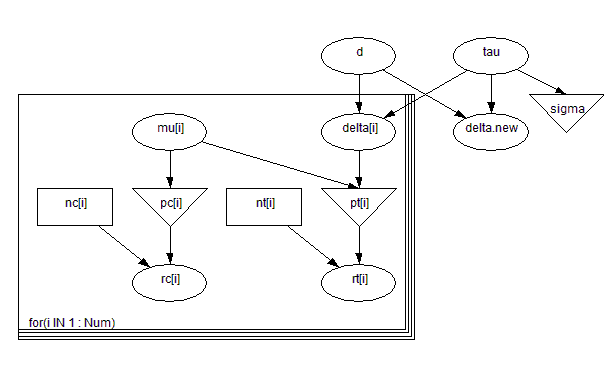 d
tau
sigma
mu[i]
delta[i]
delta.new
nc[i]
pc[i]
nt[i]
pt[i]
rc[i]
rt[i]
for(i IN 1 : Num)